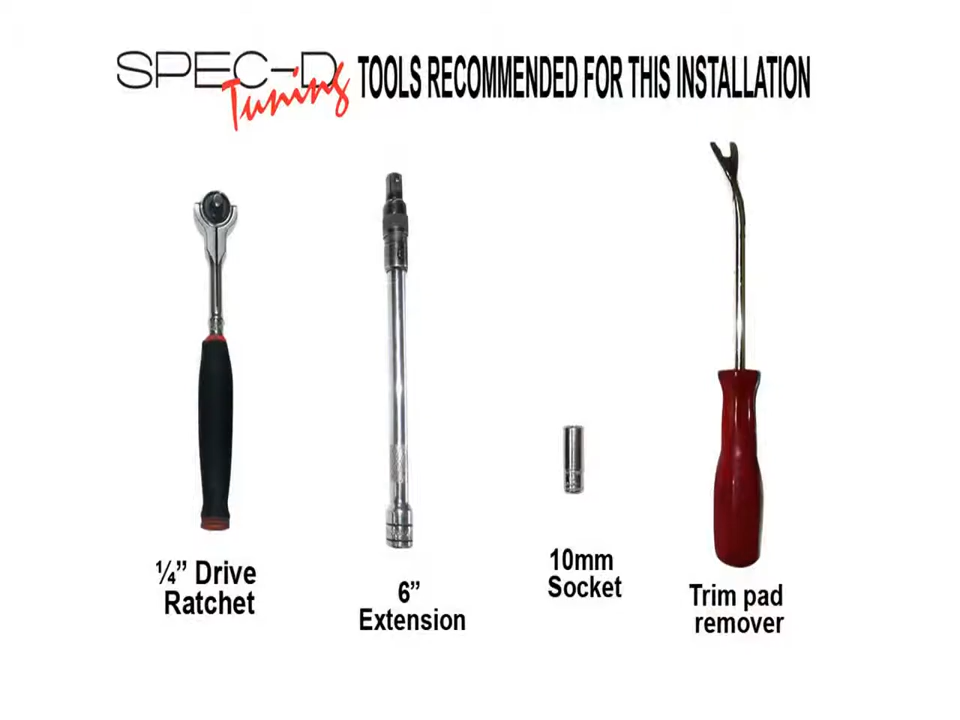 SPEC-D Tuning TOOLS RECOMMENDED FOR THIS INSTALLATION
¼” Drive
Ratchet
6”
Extension
10mm
Socket
Trim pad
remover